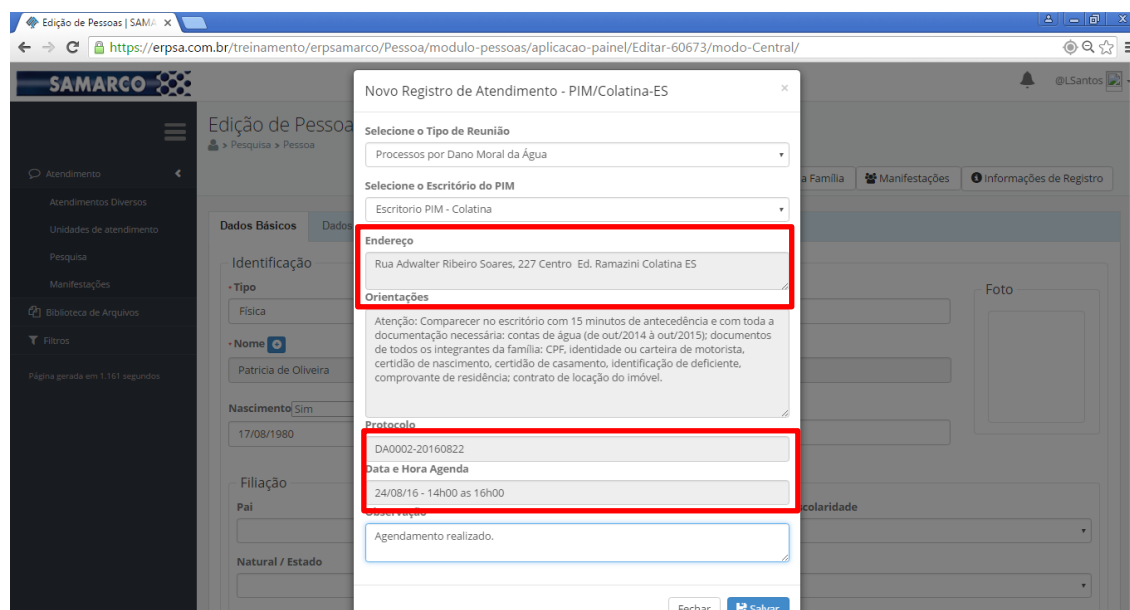 Edição de Pessoas | SAMA
https://erpsa.com.br/treinamento/erpsamarco/Pessoa/modulo-pessoas/aplicacao-painel/Editar-60673/modo-Central/
SAMARCO
@LSantos
Edição de Pessoa
> Pesquisa > Pessoa
Atendimento
Atendimentos Diversos
Unidades de atendimento
Pesquisa
Manifestações
Biblioteca de Arquivos
Filtros
Página gerada em 1.161 segundos
a Família
Manifestações
Informações de Registro
Dados Básicos
Dados
Identificação
Tipo
Física
Nome
Patricia de Oliveira
Nascimento Sim
17/08/1980
Foto
Filiação
Pai
scolaridade
Natural / Estado
Novo Registro de Atendimento - PIM/Colatina-ES
×
Selecione o Tipo de Reunião
Processos por Dano Moral da Água
Selecione o Escritório do PIM
Escritorio PIM - Colatina
Endereço
Rua Adwalter Ribeiro Soares, 227 Centro Ed. Ramazini Colatina ES
Orientações
Atenção: Comparecer no escritório com 15 minutos de antecedência e com toda a
documentação necessária: contas de água (de out/2014 à out/2015); documentos
de todos os integrantes da família: CPF, identidade ou carteira de motorista,
certidão de nascimento, certidão de casamento, identificação de deficiente,
comprovante de residência; contrato de locação do imóvel.
Protocolo
DA0002-20160822
Data e Hora Agenda
24/08/16 - 14h00 as 16h00
Observação
Agendamento realizado.
Fechar
Salvar